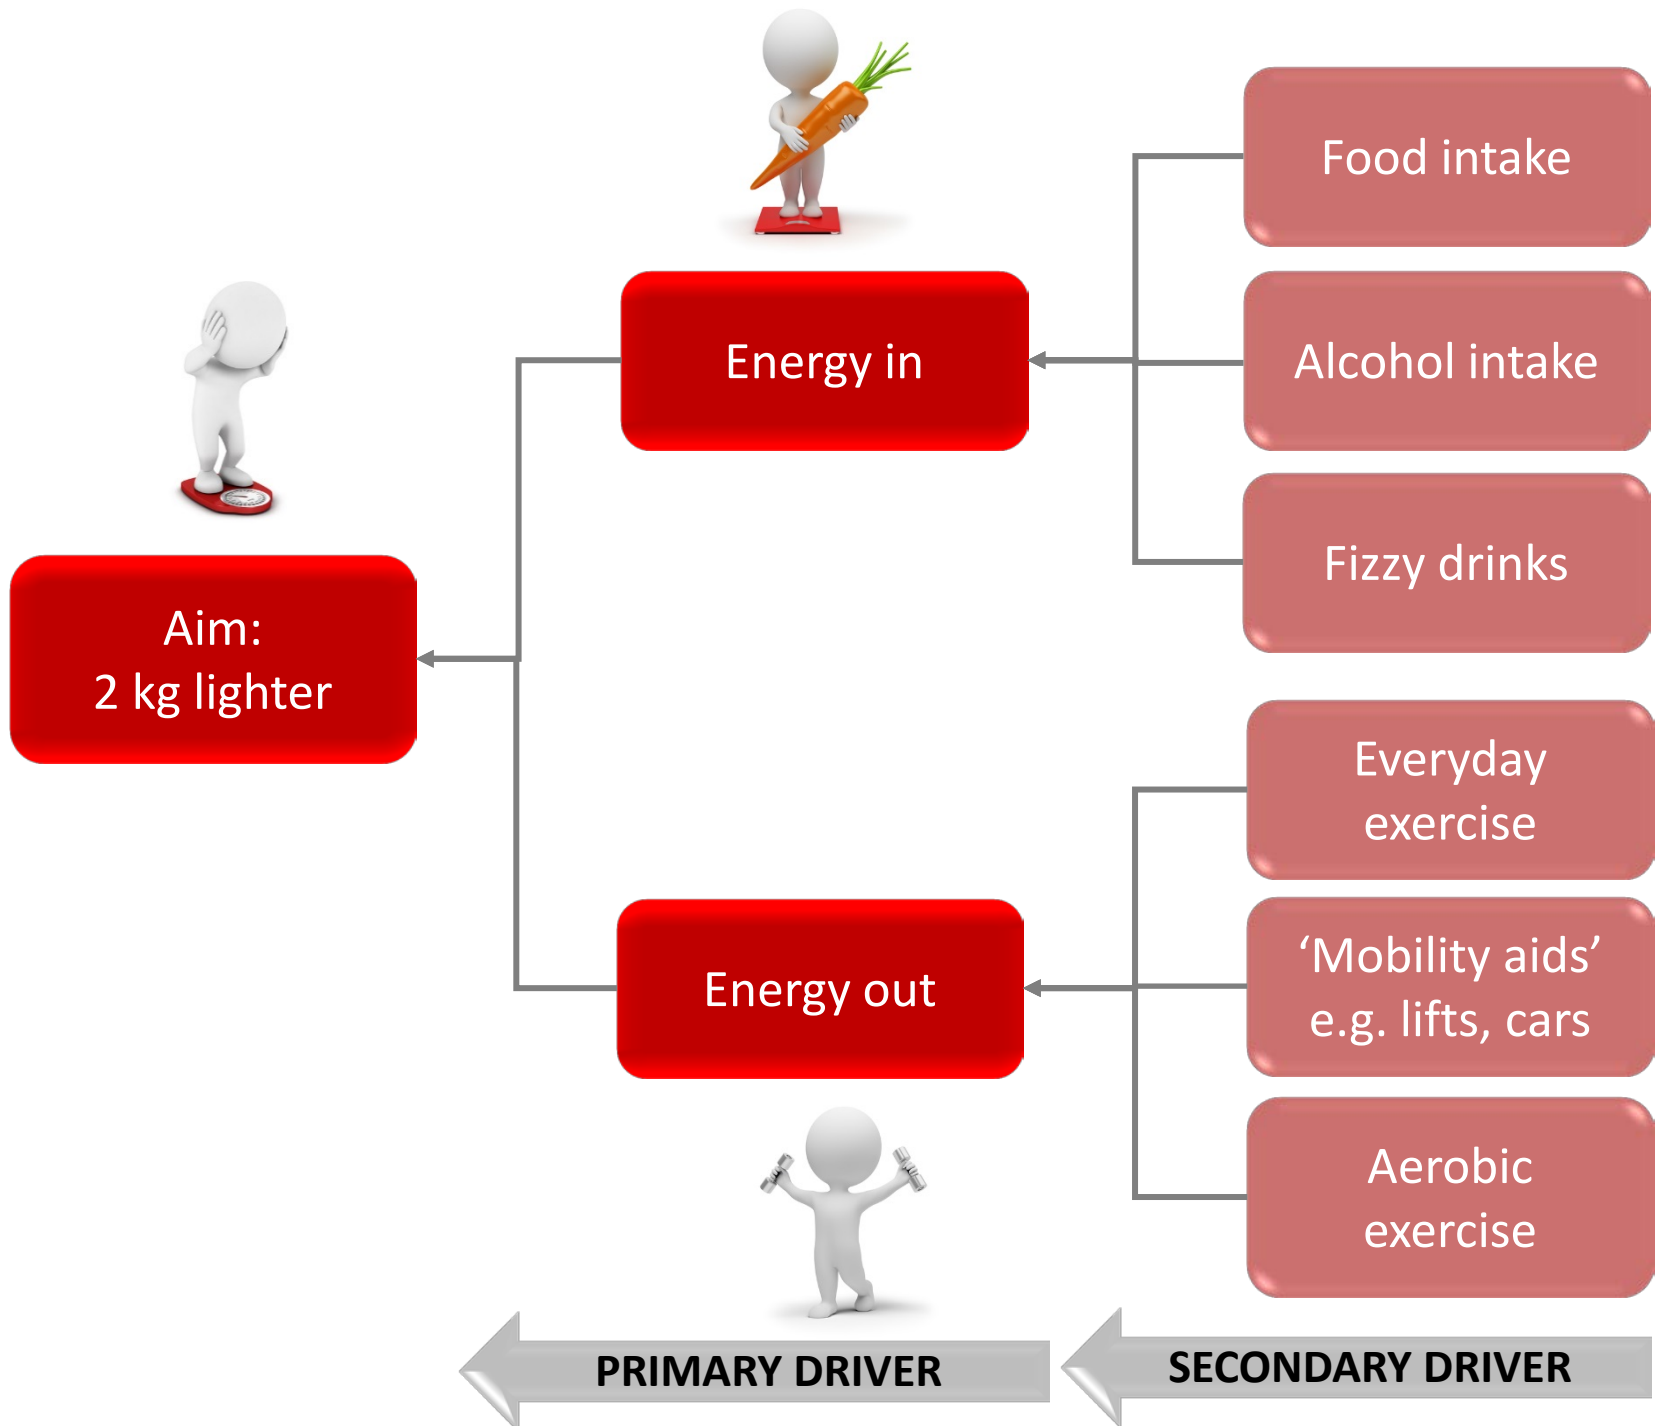 Aim:
2 kg lighter
Energy in
Food intake
Alcohol intake
Fizzy drinks
Energy out
Everyday
exercise
‘Mobility aids’
e.g. lifts, cars
Aerobic
exercise
PRIMARY DRIVER
SECONDARY DRIVER